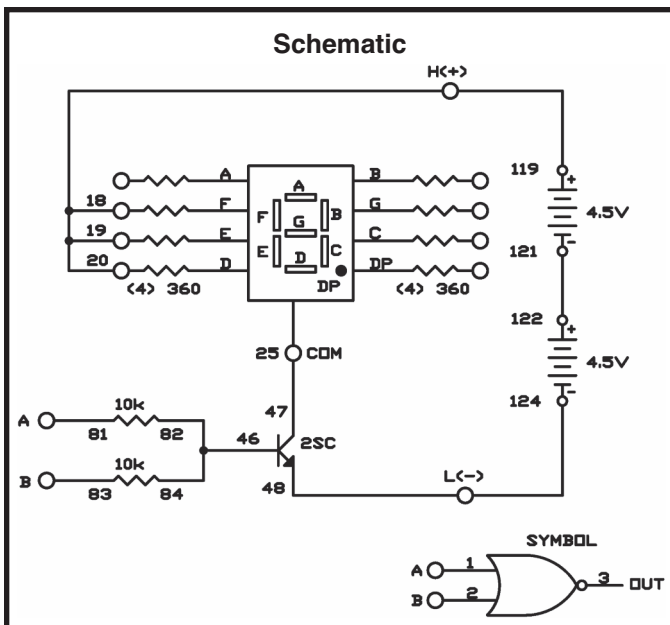 Schematic
H(+)
A B
119 +
18 F A G
F B 4.5V
19 E G C
E C -
20 D D DP 121
(4) 360 DP (4) 360
122 +
25 COM
4.5V
-
10k 47 124
A 81 82
46 2SC
10k
B 83 84 48 L(-)
SYMBOL
A 1
3 OUT
B 2